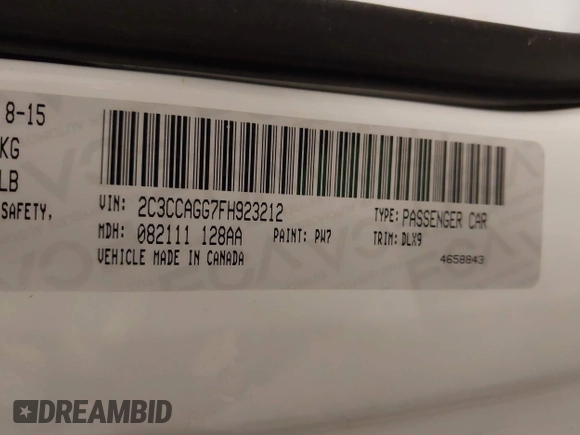 8-15
KG
LB
SAFETY,
VIN: 2C3CCAGG7FH923212
TYPE: PASSENGER CAR
MDH: 082111 128AA
PAINT: PW7
TRIM: DLX9
VEHICLE MADE IN CANADA
4658843
DREAMBID